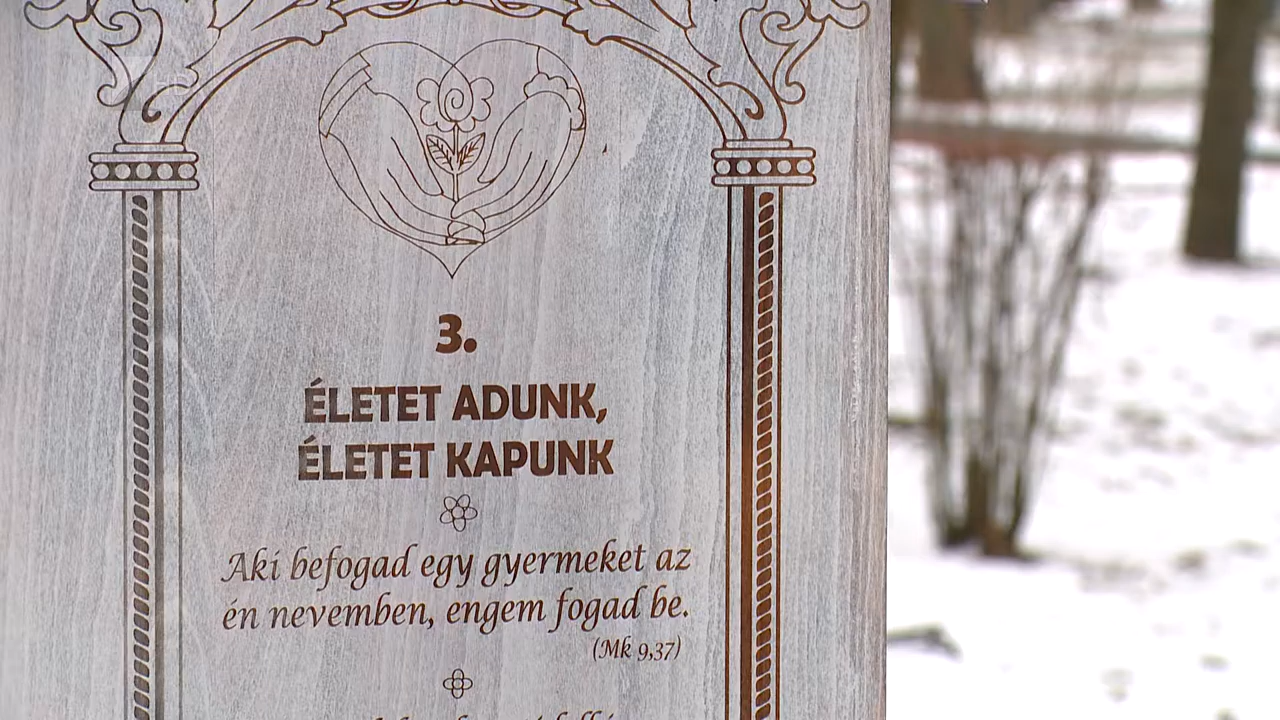 3.
ÉLETET ADUNK,
ÉLETET KAPUNK
Aki befogad egy gyermeket az
én nevemben, engem fogad be.
(Mk 9,37)